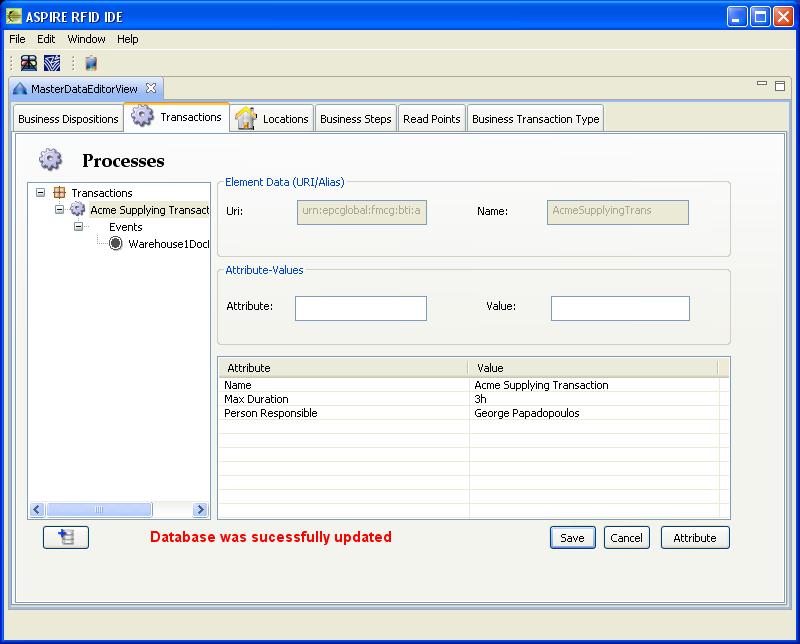 ASPIRE RFID IDE
File Edit Window Help
MasterDataEditorView
Business Dispositions Transactions Locations Business Steps Read Points Business Transaction Type
Processes
Transactions
Acme Supplying Transact
Events
Warehouse1Docl
Element Data (URI/Alias)
Uri: urn:epcglobal:fmcg:bti:a Name: AcmeSupplyingTrans
Attribute-Values
Attribute: Value:
Attribute Value
Name Acme Supplying Transaction
Max Duration 3h
Person Responsible George Papadopoulos
Database was sucessfully updated Save Cancel Attribute